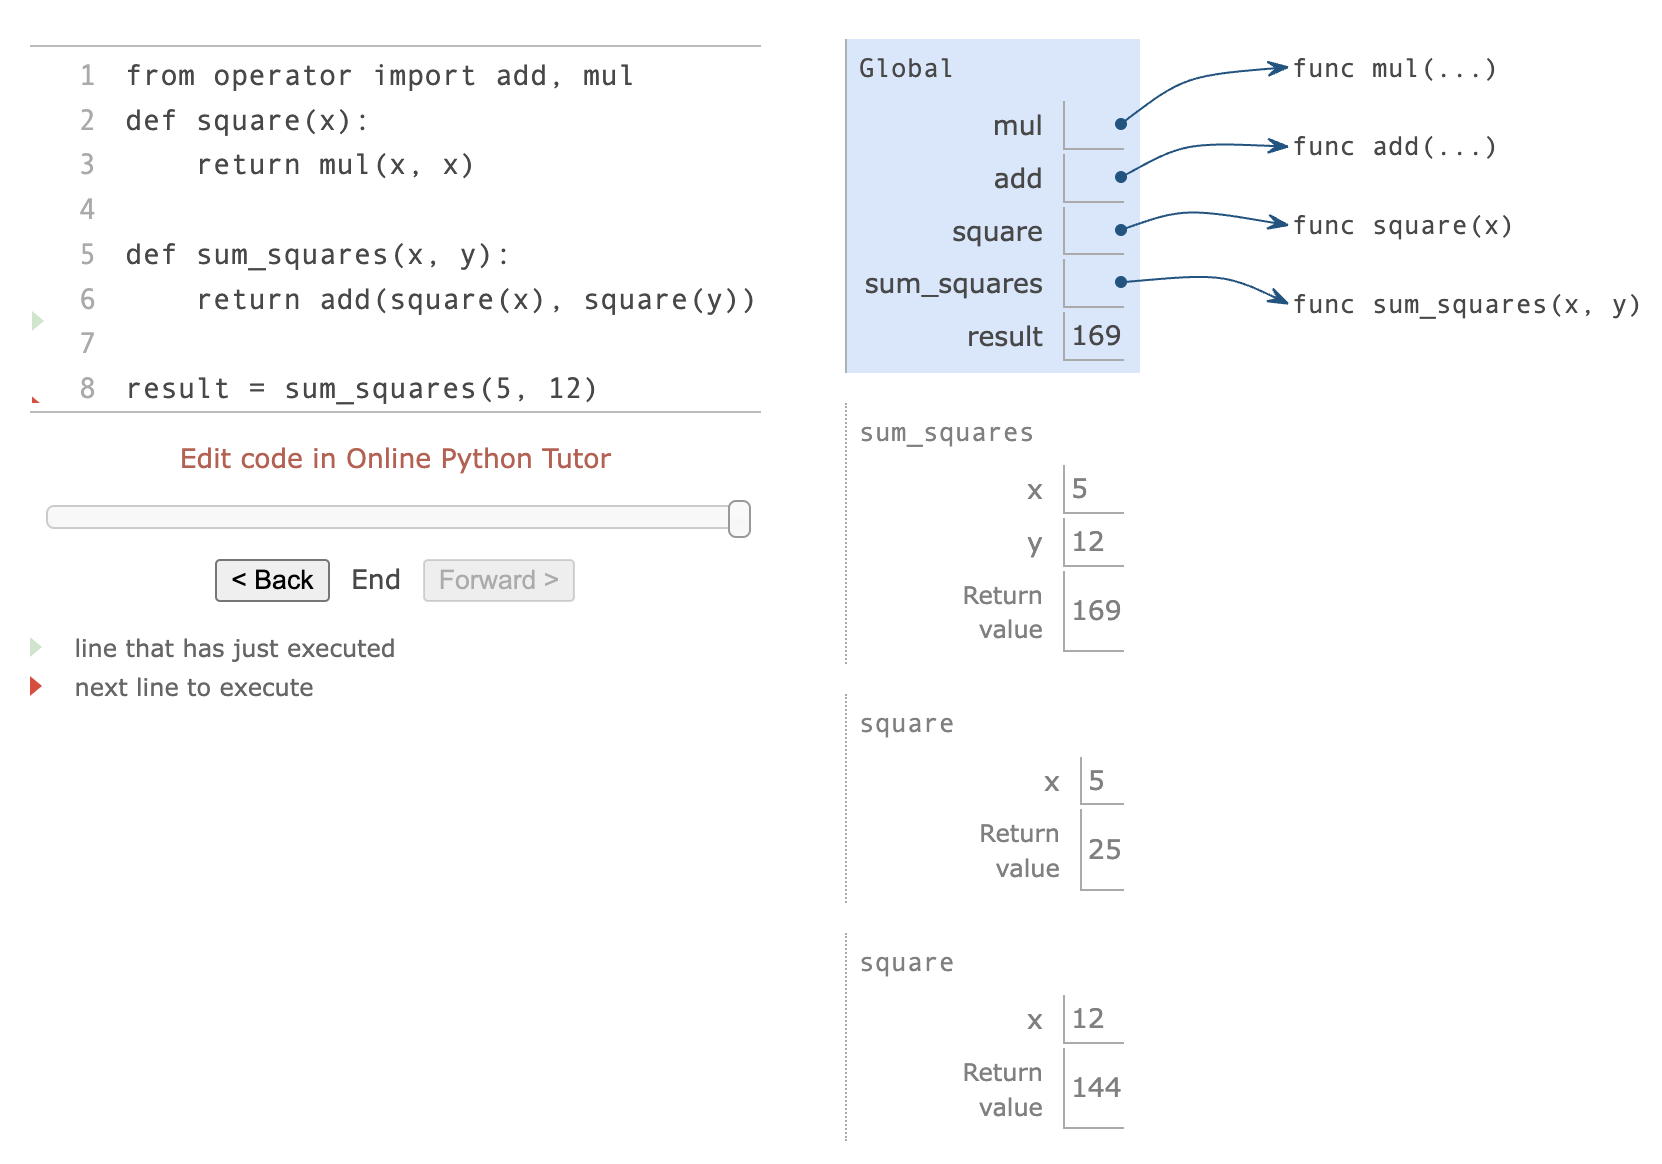 1 from operator import add, mul
2 def square(x):
3     return mul(x, x)
4
5 def sum_squares(x, y):
6     return add(square(x), square(y))
7
8 result = sum_squares(5, 12)
Edit code in Online Python Tutor
< Back End Forward >
line that has just executed
next line to execute
Global
mul
add
square
sum_squares
result 169
func mul(...)
func add(...)
func square(x)
func sum_squares(x, y)
sum_squares
x 5
y 12
Return
value 169
square
x 5
Return
value 25
square
x 12
Return
value 144